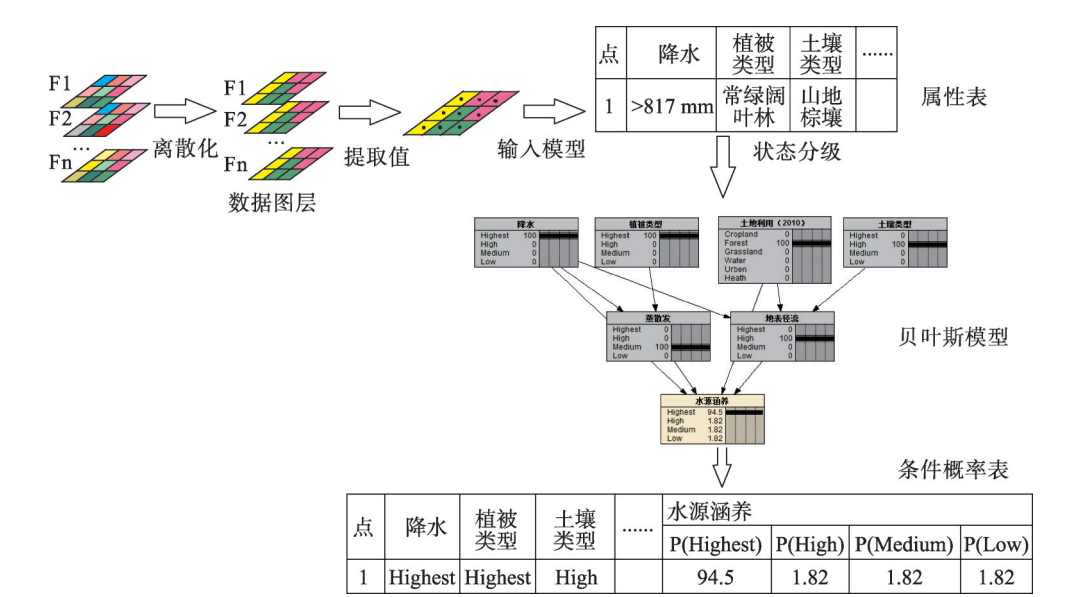 F1
F2
...
Fn
离散化
F1
F2
...
Fn
数据图层
提取值
输入模型
点 降水 植被类型 土壤类型 ……
1 >817 mm 常绿阔叶林 山地棕壤
属性表
状态分级
降水
Highest 100
High 0
Medium 0
Low 0
植被类型
Highest 100
High 0
Medium 0
Low 0
土地利用（2010）
Cropland 0
Forest 100
Grassland 0
Water 0
Urben 0
Heath 0
土壤类型
Highest 0
High 100
Medium 0
Low 0
蒸散发
Highest 0
High 0
Medium 100
Low 0
地表径流
Highest 0
High 100
Medium 0
Low 0
贝叶斯模型
水源涵养
Highest 94.5
High 1.82
Medium 1.82
Low 1.82
条件概率表
点 降水 植被类型 土壤类型 …… 水源涵养
P(Highest) P(High) P(Medium) P(Low)
1 Highest Highest High 94.5 1.82 1.82 1.82